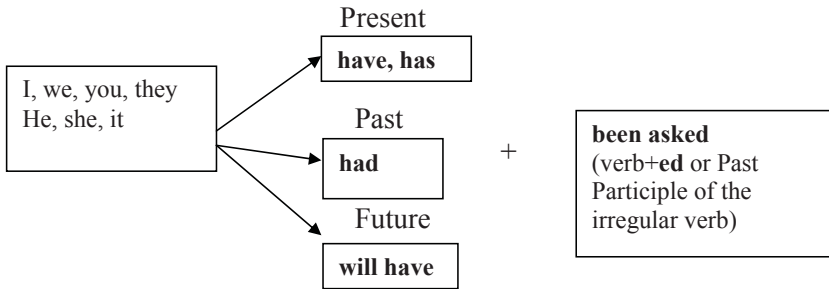 Present
have, has
I, we, you, they
He, she, it
Past
had
+
been asked
(verb+ed or Past
Participle of the
irregular verb)
Future
will have